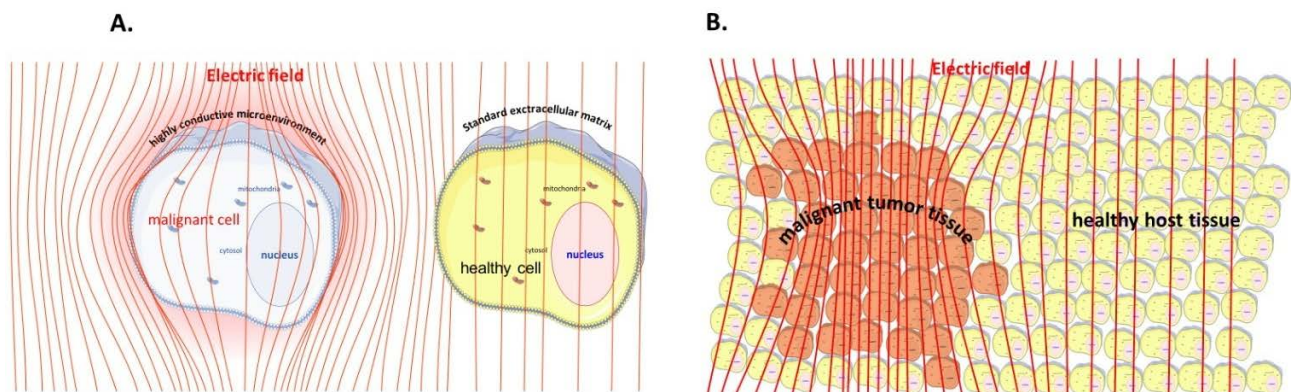 A.
Electric field
highly conductive microenvironment
mitochondria
malignant cell
cytosol
nucleus
Standard exctracellular matrix
mitochondria
cytosol
nucleus
healthy cell
B.
Electric field
malignant tumor tissue
healthy host tissue